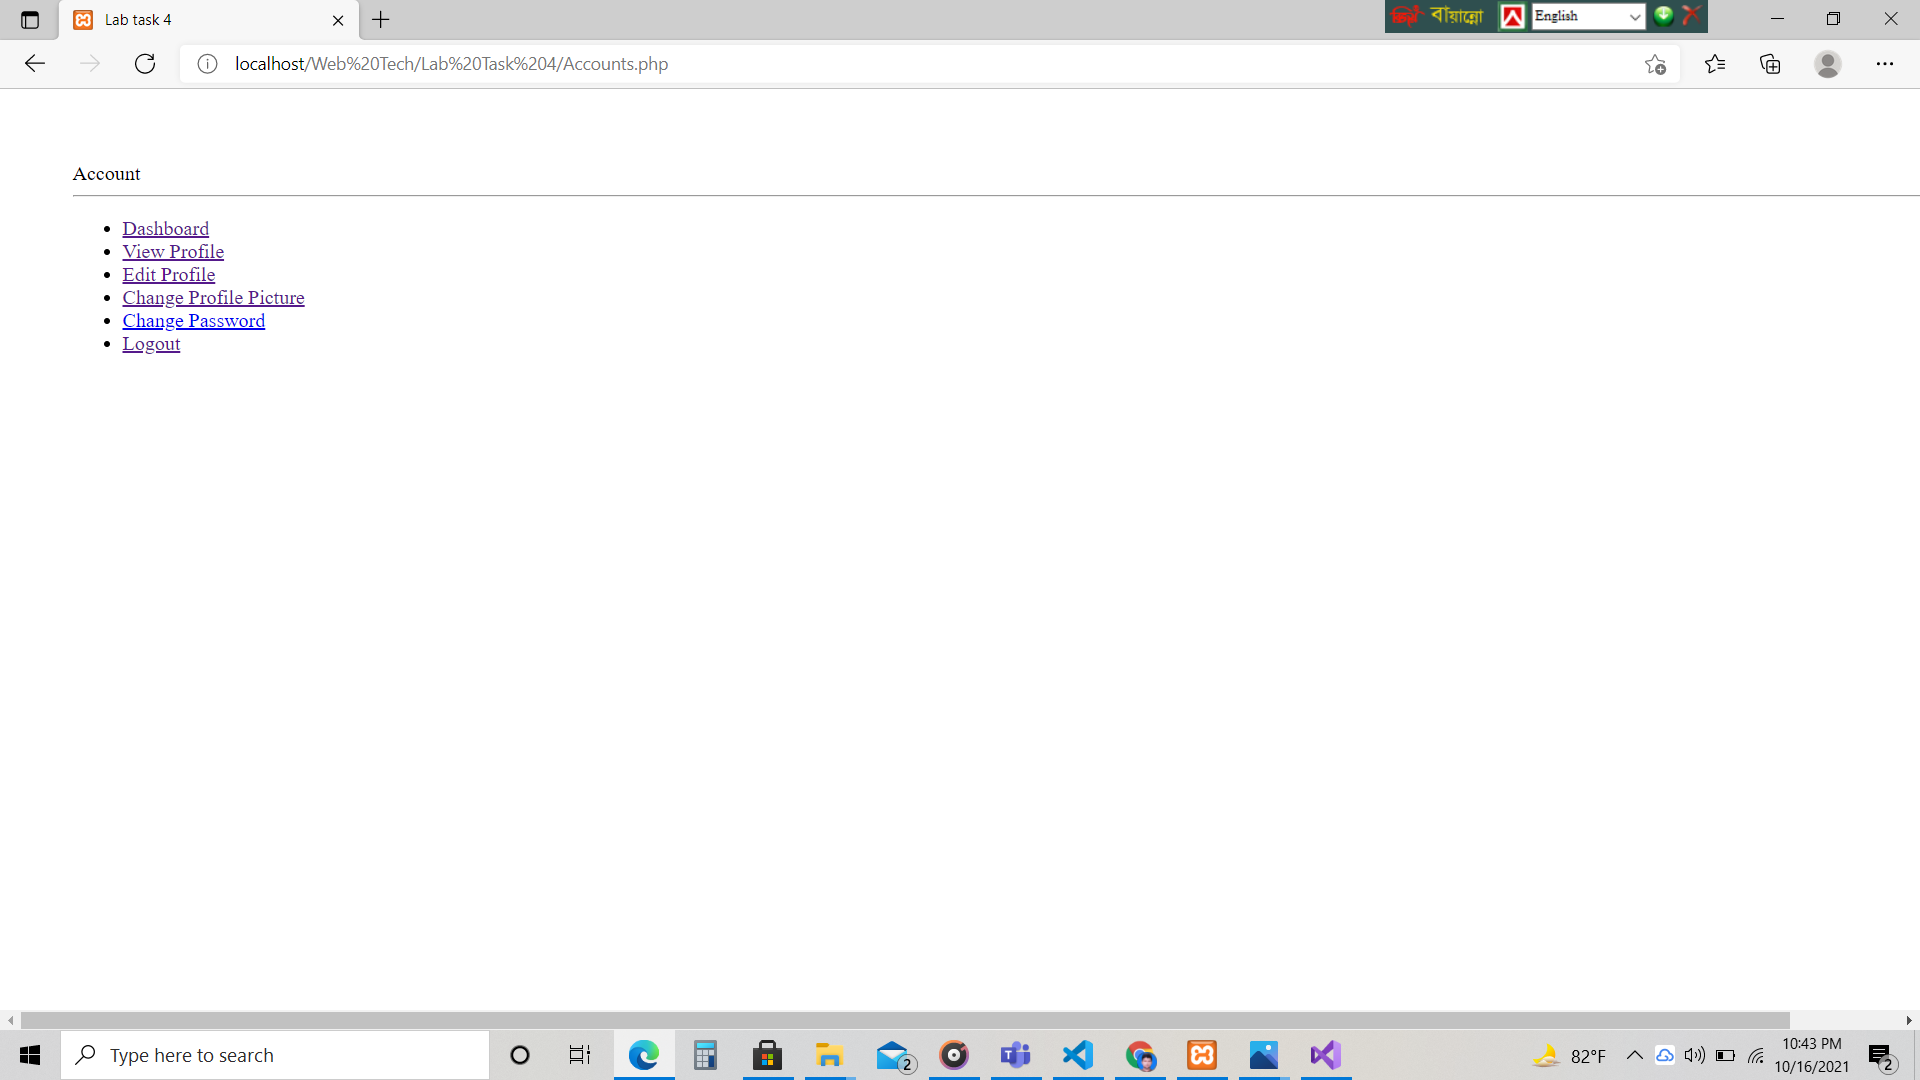 Lab task 4
বায়ান্নো
English
localhost/Web%20Tech/Lab%20Task%204/Accounts.php
Account
Dashboard
View Profile
Edit Profile
Change Profile Picture
Change Password
Logout
Type here to search
2
82°F
10:43 PM
10/16/2021
2